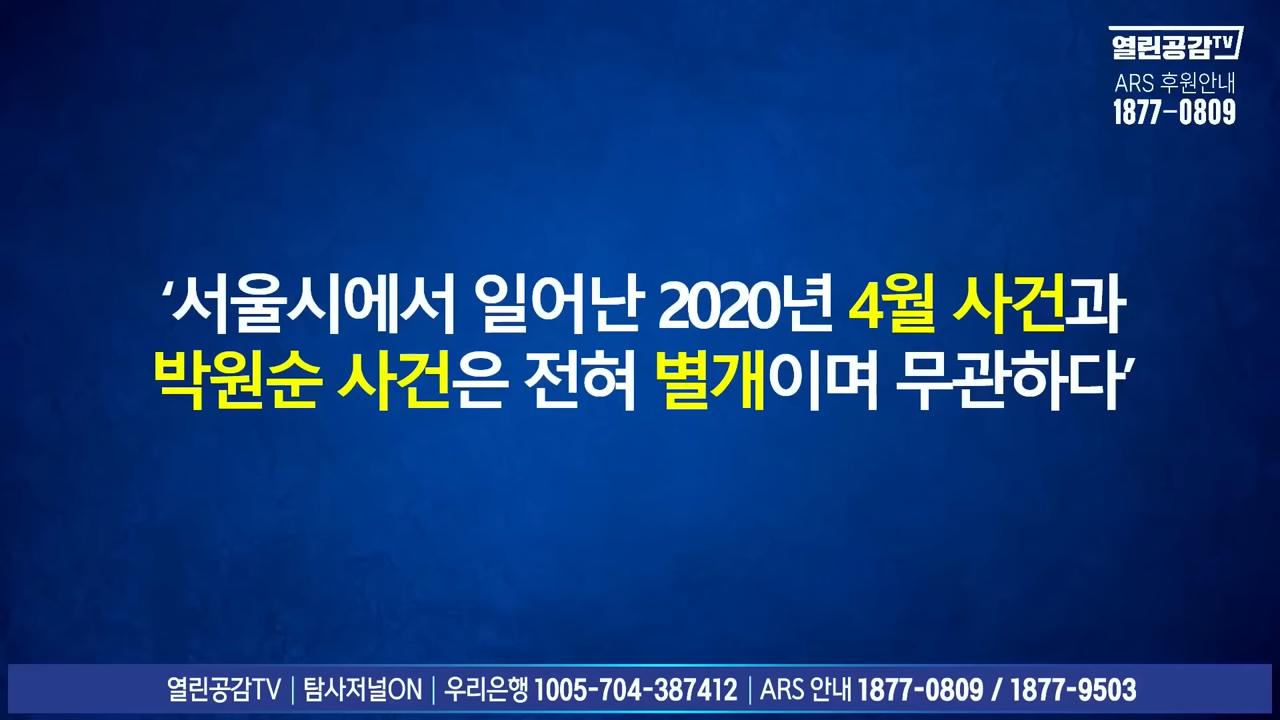 열린공감TV
ARS 후원안내
1877-0809
‘서울시에서 일어난 2020년 4월 사건과
박원순 사건은 전혀 별개이며 무관하다’
열린공감TV | 탐사저널ON | 우리은행 1005-704-387412 | ARS 안내 1877-0809 / 1877-9503